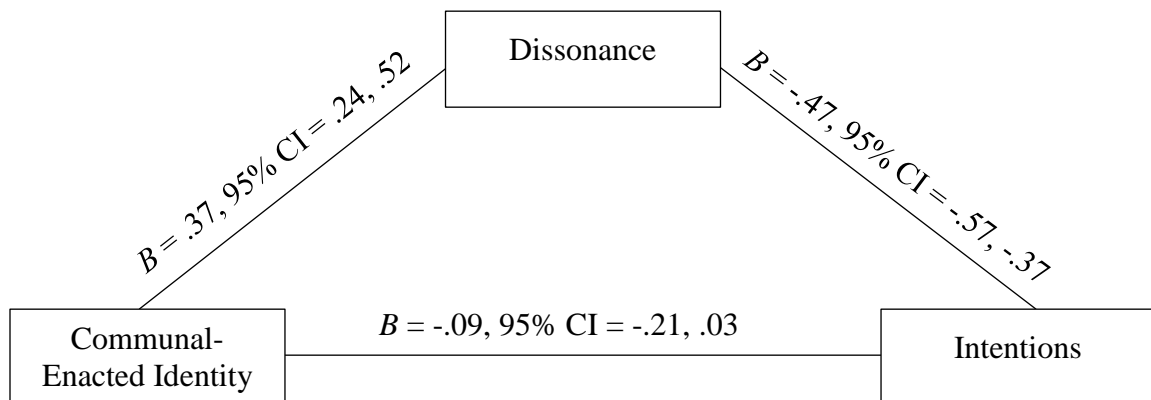 Dissonance
B = .37, 95% CI = .24, .52
B = -.47, 95% CI = -.57, -.37
B = -.09, 95% CI = -.21, .03
Communal-
Enacted Identity
Intentions